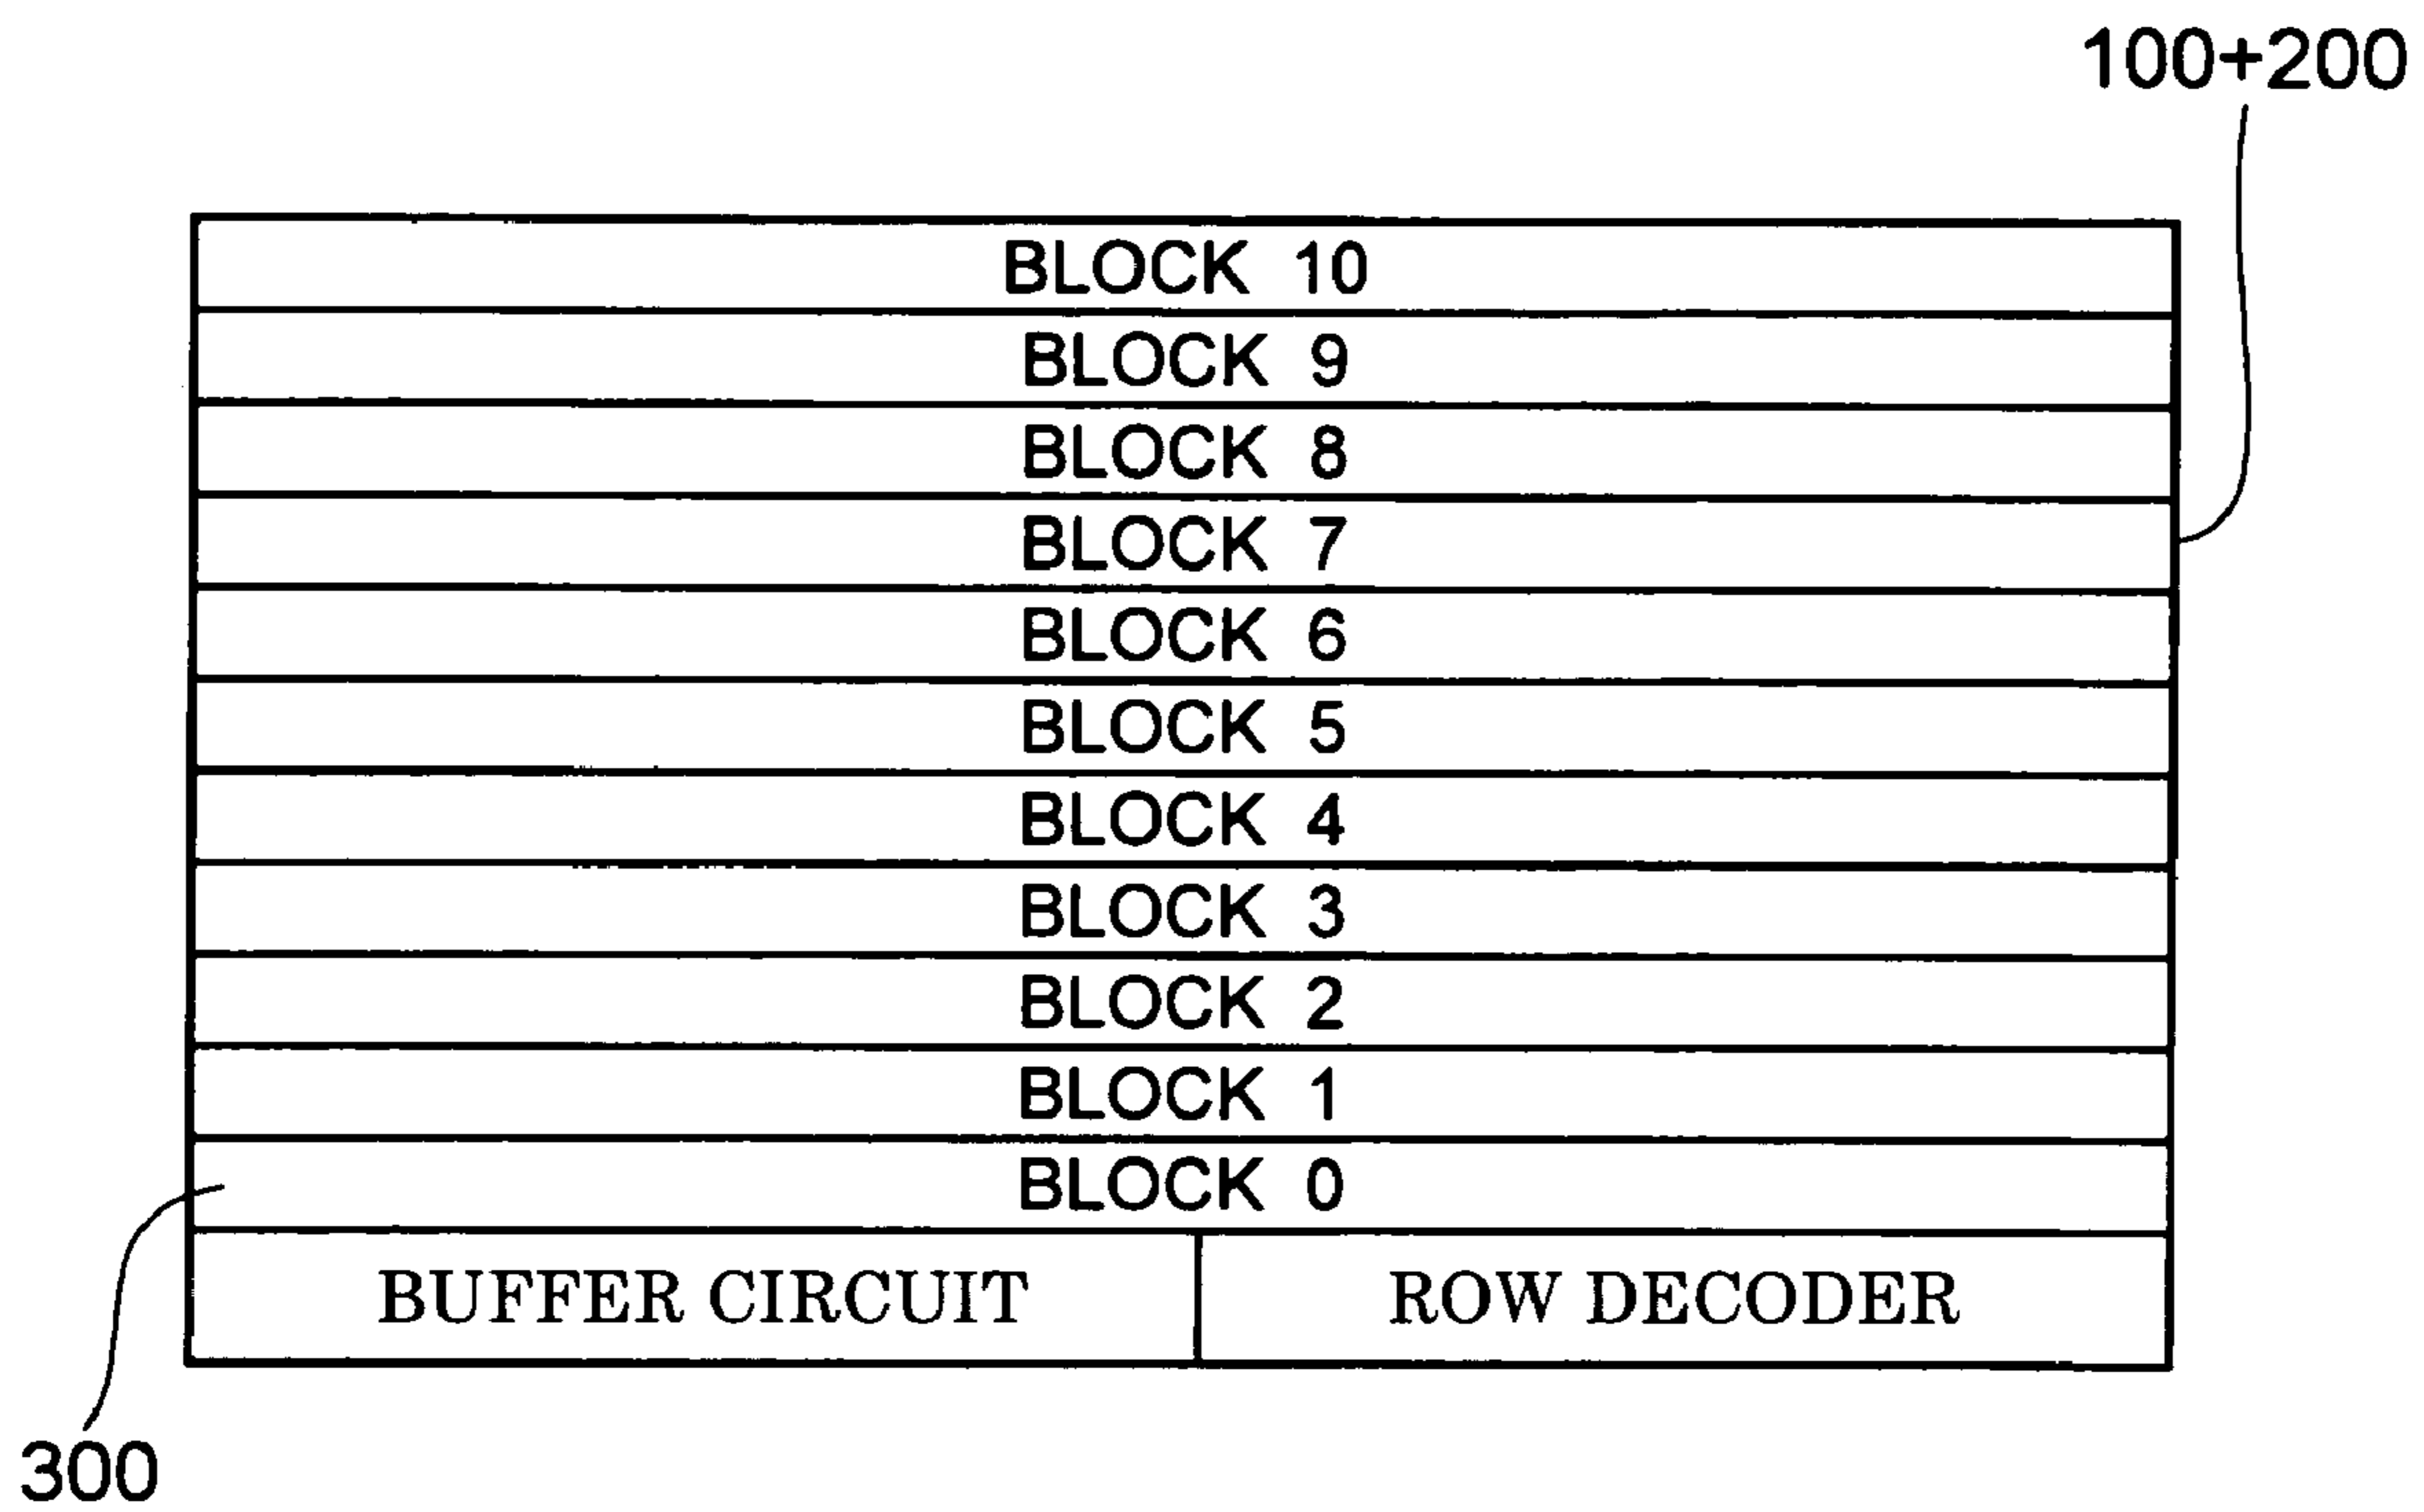 100+200
BLOCK 10
BLOCK 9
BLOCK 8
BLOCK 7
BLOCK 6
BLOCK 5
BLOCK 4
BLOCK 3
BLOCK 2
BLOCK 1
BLOCK 0
BUFFER CIRCUIT ROW DECODER
300